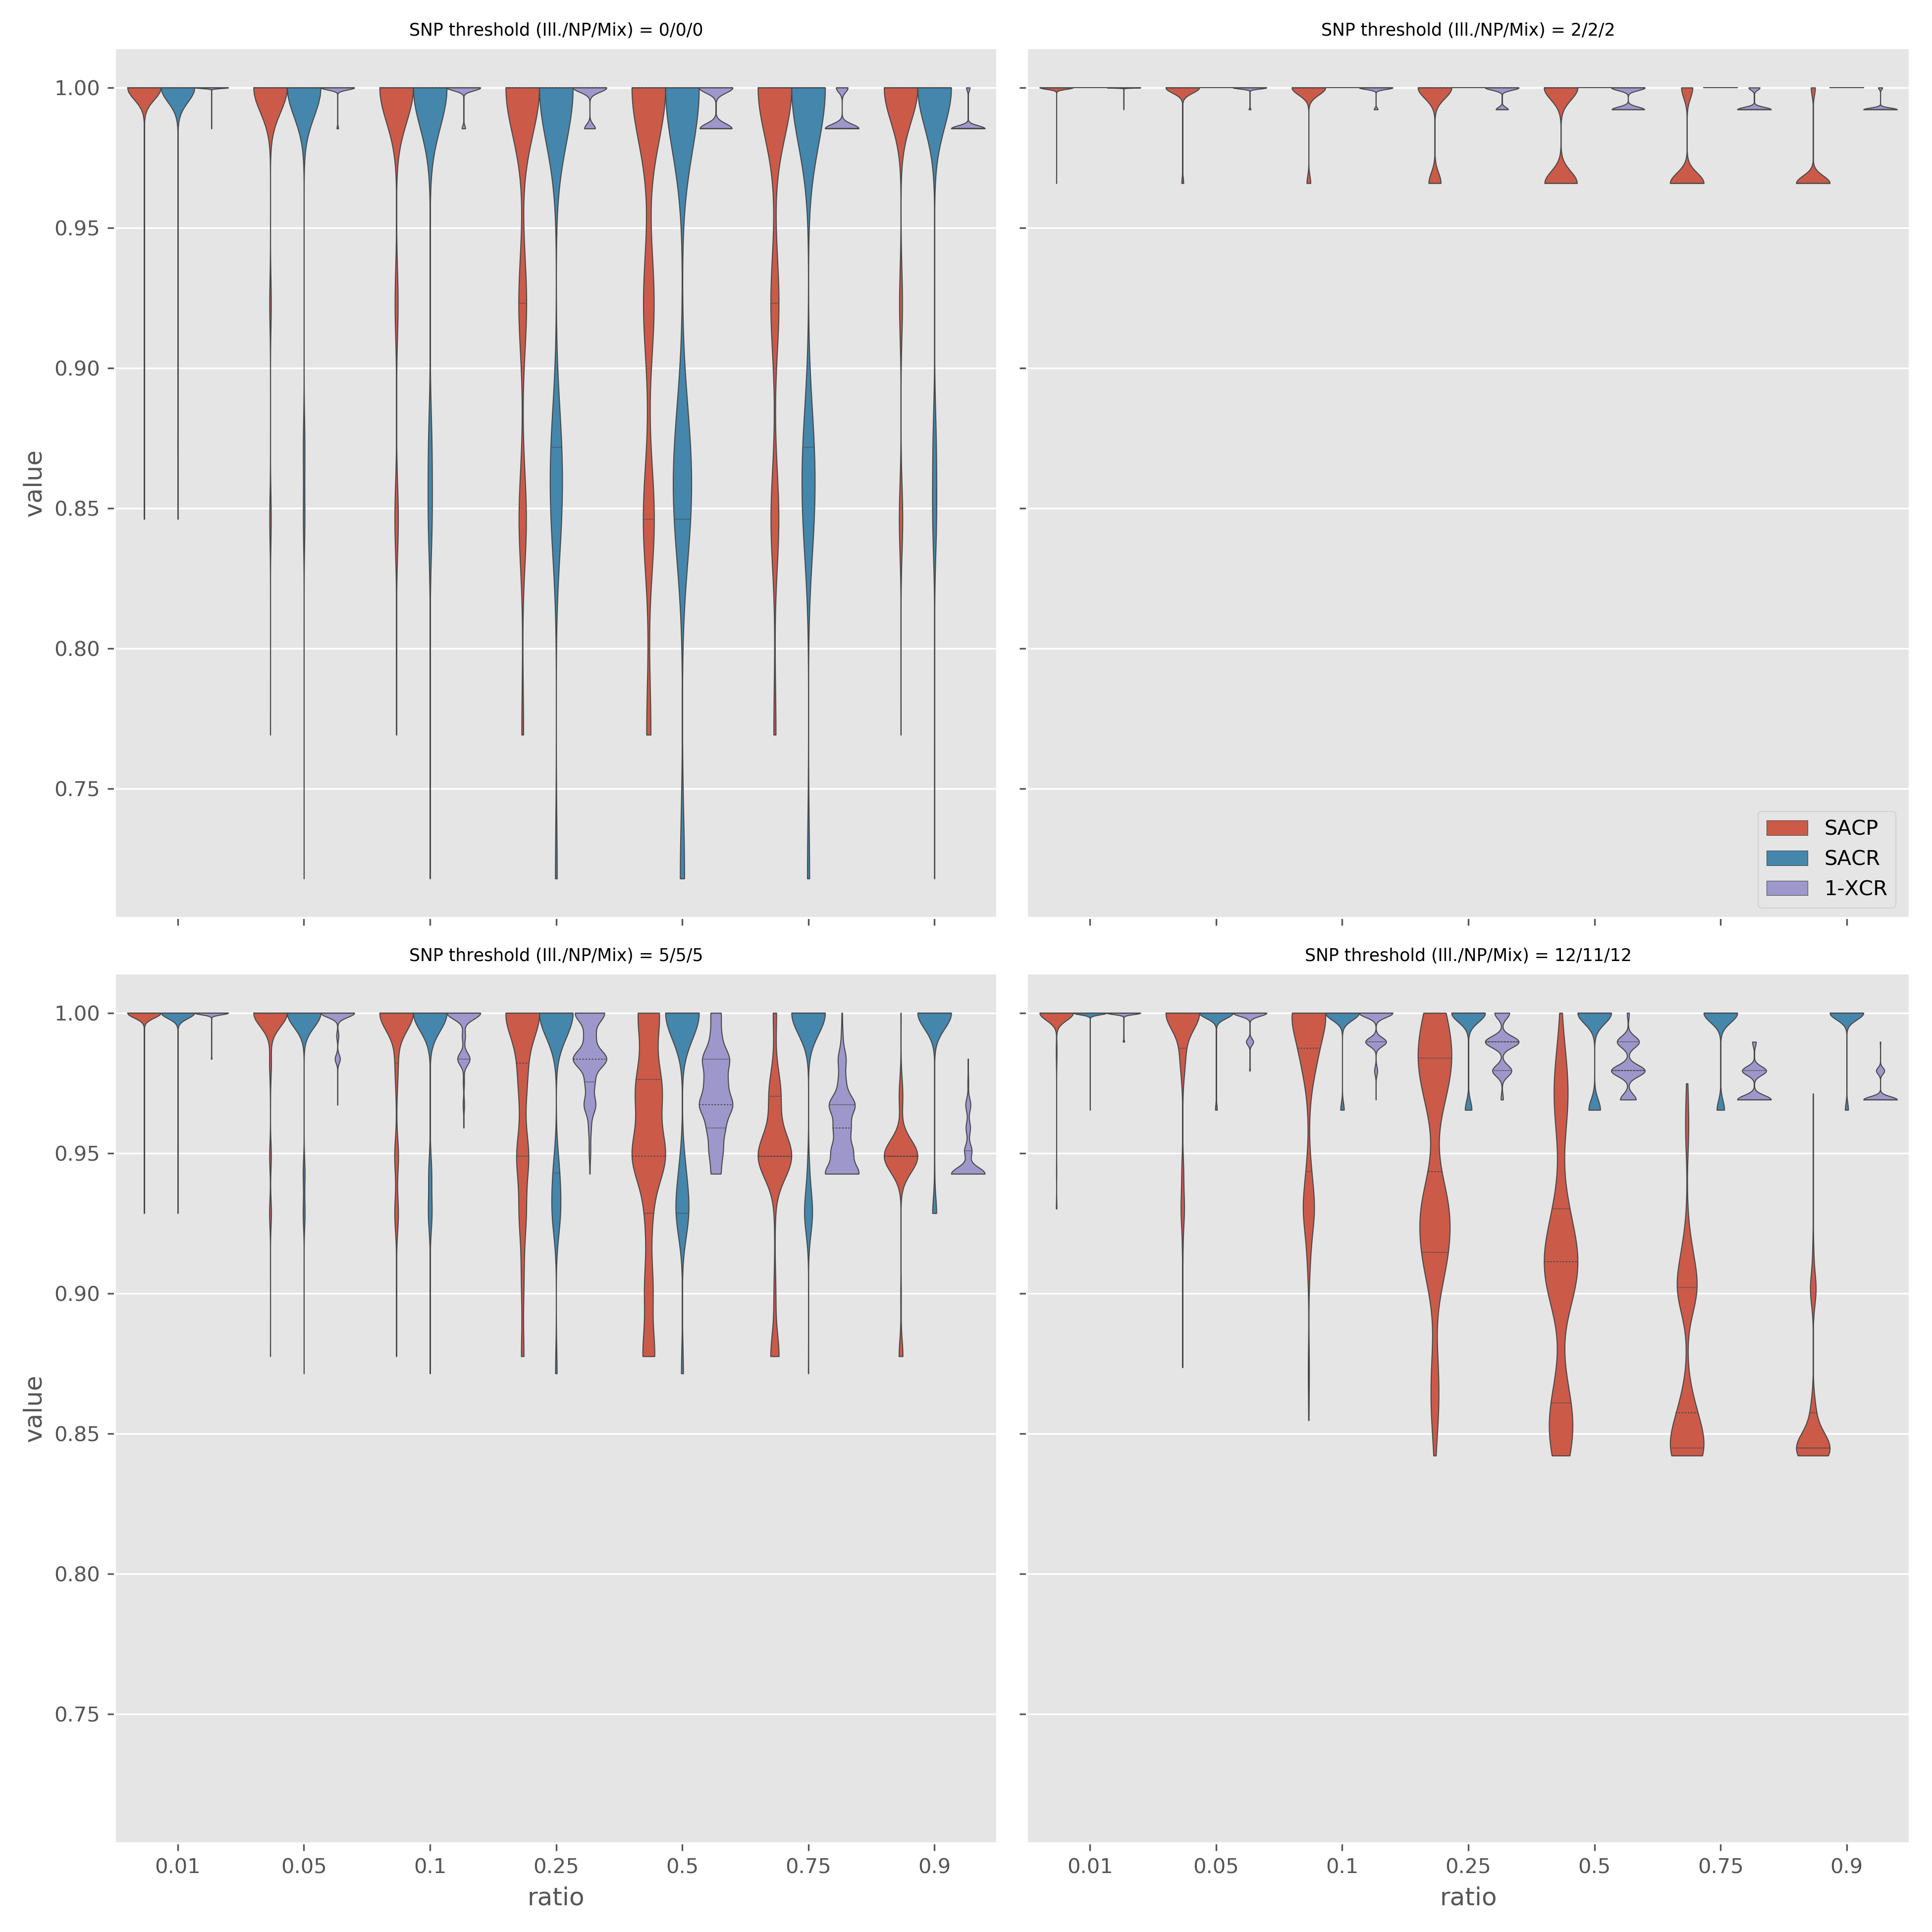 SNP threshold (Ill./NP/Mix) = 0/0/0
SNP threshold (Ill./NP/Mix) = 2/2/2
1.00
0.95
0.90
0.85
0.80
0.75
value
SACP
SACR
1-XCR
SNP threshold (Ill./NP/Mix) = 5/5/5
SNP threshold (Ill./NP/Mix) = 12/11/12
1.00
0.95
0.90
0.85
0.80
0.75
value
0.01 0.05 0.1 0.25 0.5 0.75 0.9
0.01 0.05 0.1 0.25 0.5 0.75 0.9
ratio
ratio